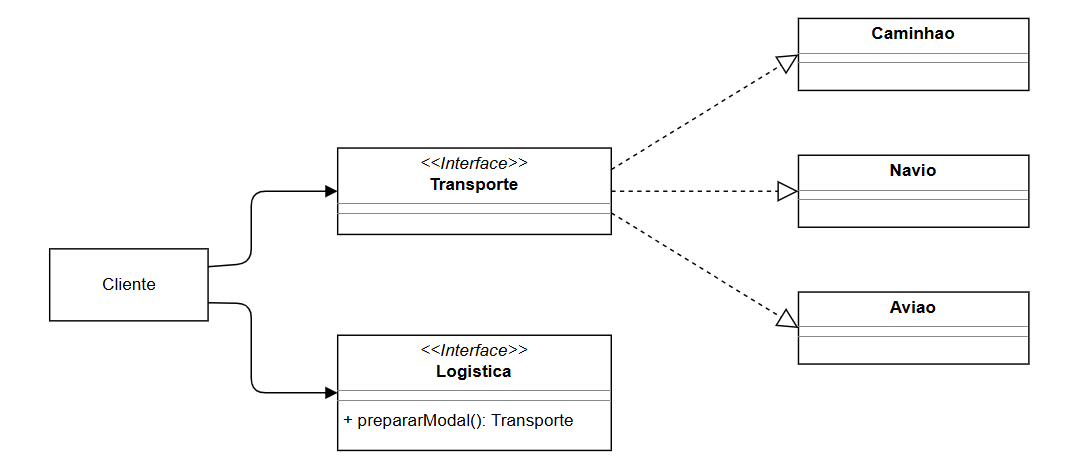 Caminhao
<<Interface>>
Transporte
Navio
Cliente
Aviao
<<Interface>>
Logistica
+ prepararModal(): Transporte